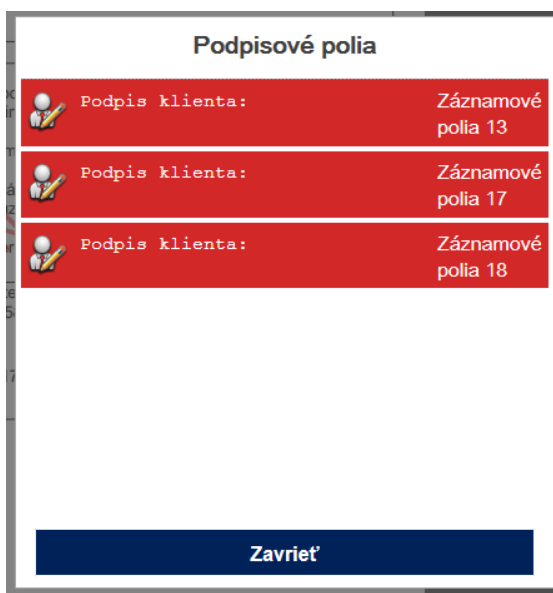 Podpisové polia
Podpis klienta:
Záznamové
polia 13
Podpis klienta:
Záznamové
polia 17
Podpis klienta:
Záznamové
polia 18
Zavrieť